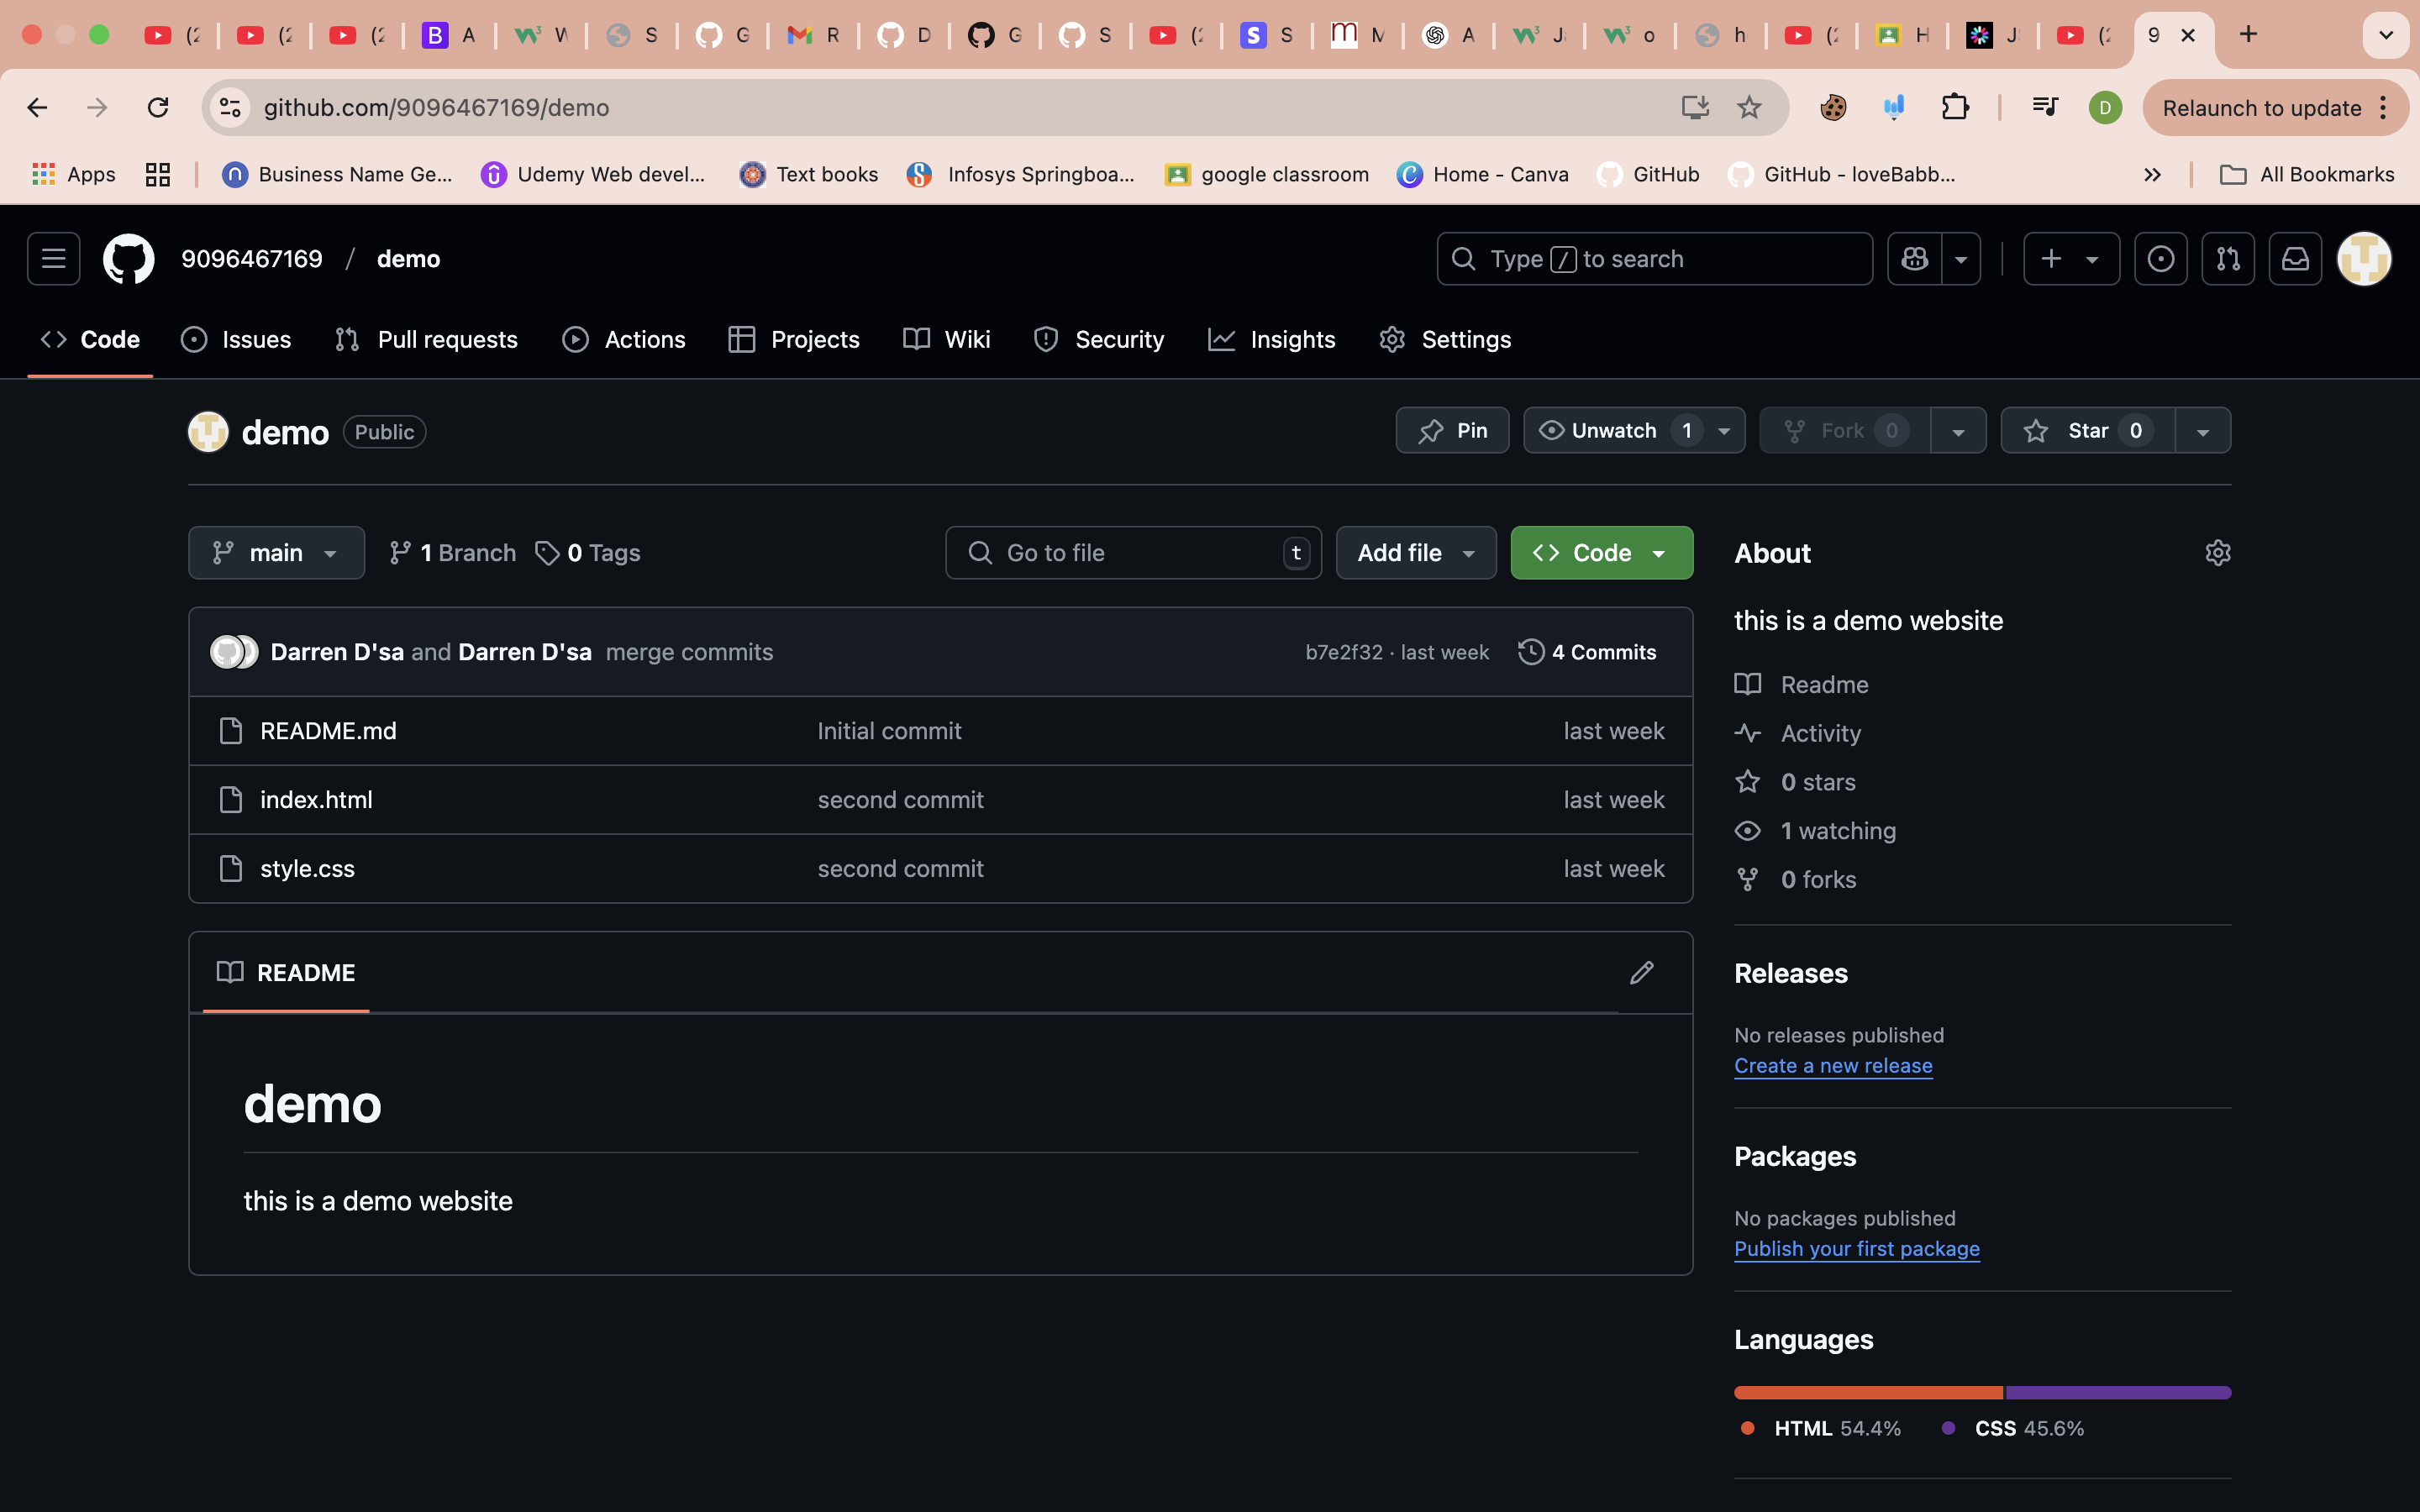 (2 (2 (2 B A W S G R D G S (2 S S M A J o h (2 H J (2 9
github.com/9096467169/demo D Relaunch to update
Apps Business Name Ge... Udemy Web devel... Text books Infosys Springboa... google classroom Home - Canva GitHub GitHub - loveBabb... All Bookmarks
9096467169 / demo Type / to search
Code Issues Pull requests Actions Projects Wiki Security Insights Settings
demo Public Pin Unwatch 1 Fork 0 Star 0
main 1 Branch 0 Tags Go to file t Add file Code About
this is a demo website
Darren D'sa and Darren D'sa merge commits b7e2f32 · last week 4 Commits
Readme
README.md Initial commit last week
Activity
0 stars
index.html second commit last week
1 watching
style.css second commit last week
0 forks
README
Releases
No releases published
Create a new release
demo
Packages
this is a demo website
No packages published
Publish your first package
Languages
HTML 54.4% CSS 45.6%